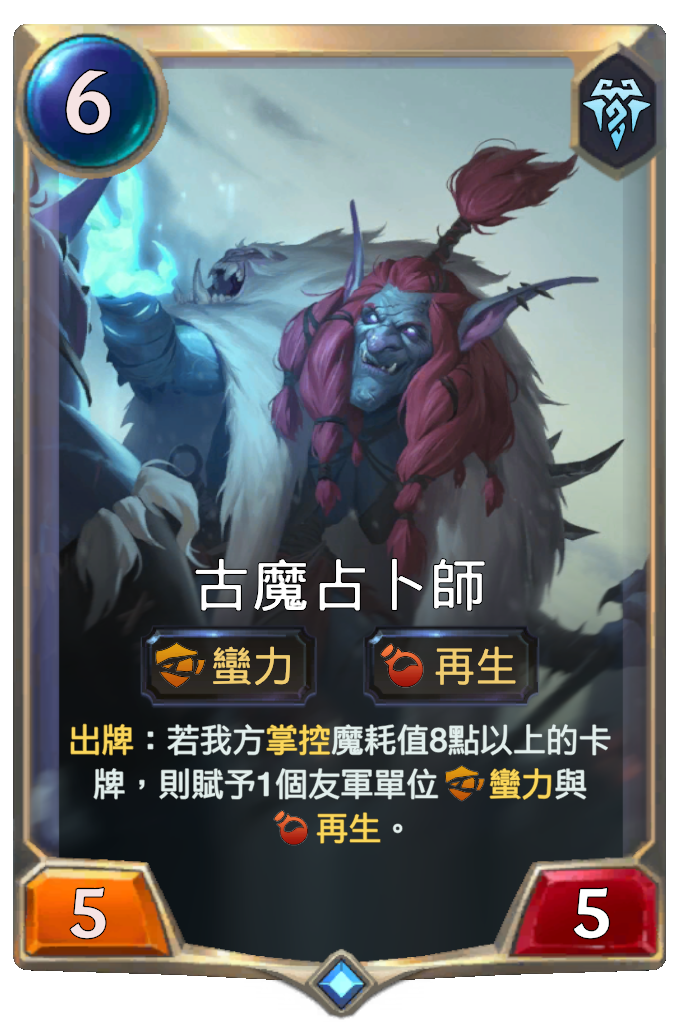 6
古魔占卜師
蠻力 再生
出牌：若我方掌控魔耗值8點以上的卡
牌，則賦予1個友軍單位 蠻力與
再生。
5 5